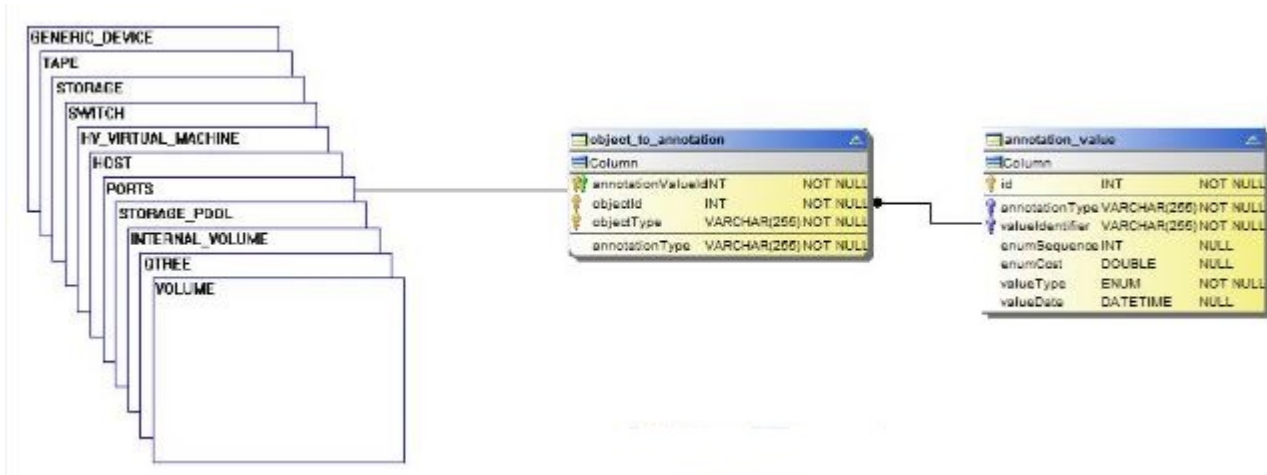 GENERIC_DEVICE
TAPE
STORAGE
SWITCH
HV_VIRTUAL_MACHINE
HOST
PORTS
STORAGE_POOL
INTERNAL_VOLUME
QTREE
VOLUME
object_to_annotation
Column
annotationValueId INT NOT NULL
objectId INT NOT NULL
objectType VARCHAR(255) NOT NULL
annotationType VARCHAR(255) NOT NULL
annotation_value
Column
id INT NOT NULL
annotationType VARCHAR(255) NOT NULL
valueIdentifier VARCHAR(255) NOT NULL
enumSequence INT NULL
enumCost DOUBLE NULL
valueType ENUM NOT NULL
valueDate DATETIME NULL